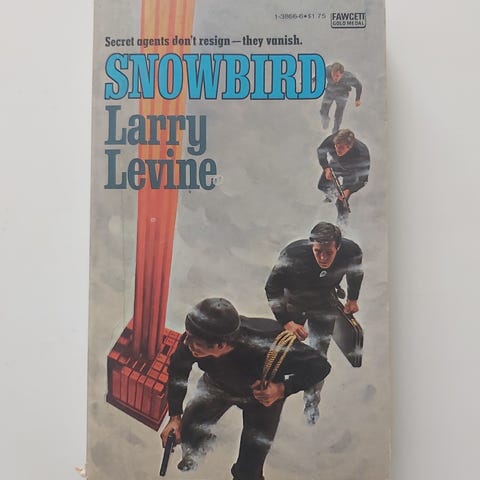 1-3866-6•$1.75 FAWCETT
GOLD MEDAL
Secret agents don't resign—they vanish.
SNOWBIRD
Larry
Levine